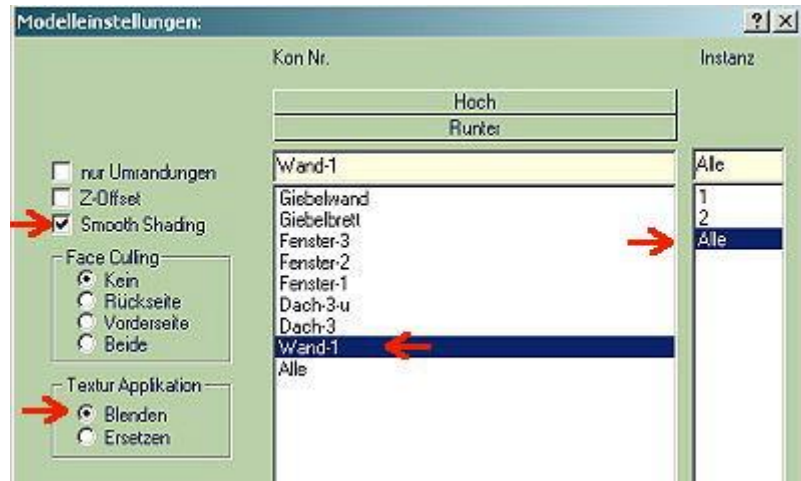 Modelleinstellungen:
Kon Nr.
Instanz
Hoch
Runter
nur Umrandungen
Z-Offset
Smooth Shading
Face Culling
Kein
Rückseite
Vorderseite
Beide
Textur Applikation
Blenden
Ersetzen
Wand-1
Giebelwand
Giebelbrett
Fenster-3
Fenster-2
Fenster-1
Dach-3-u
Dach-3
Wand-1
Alle
Alle
1
2
Alle